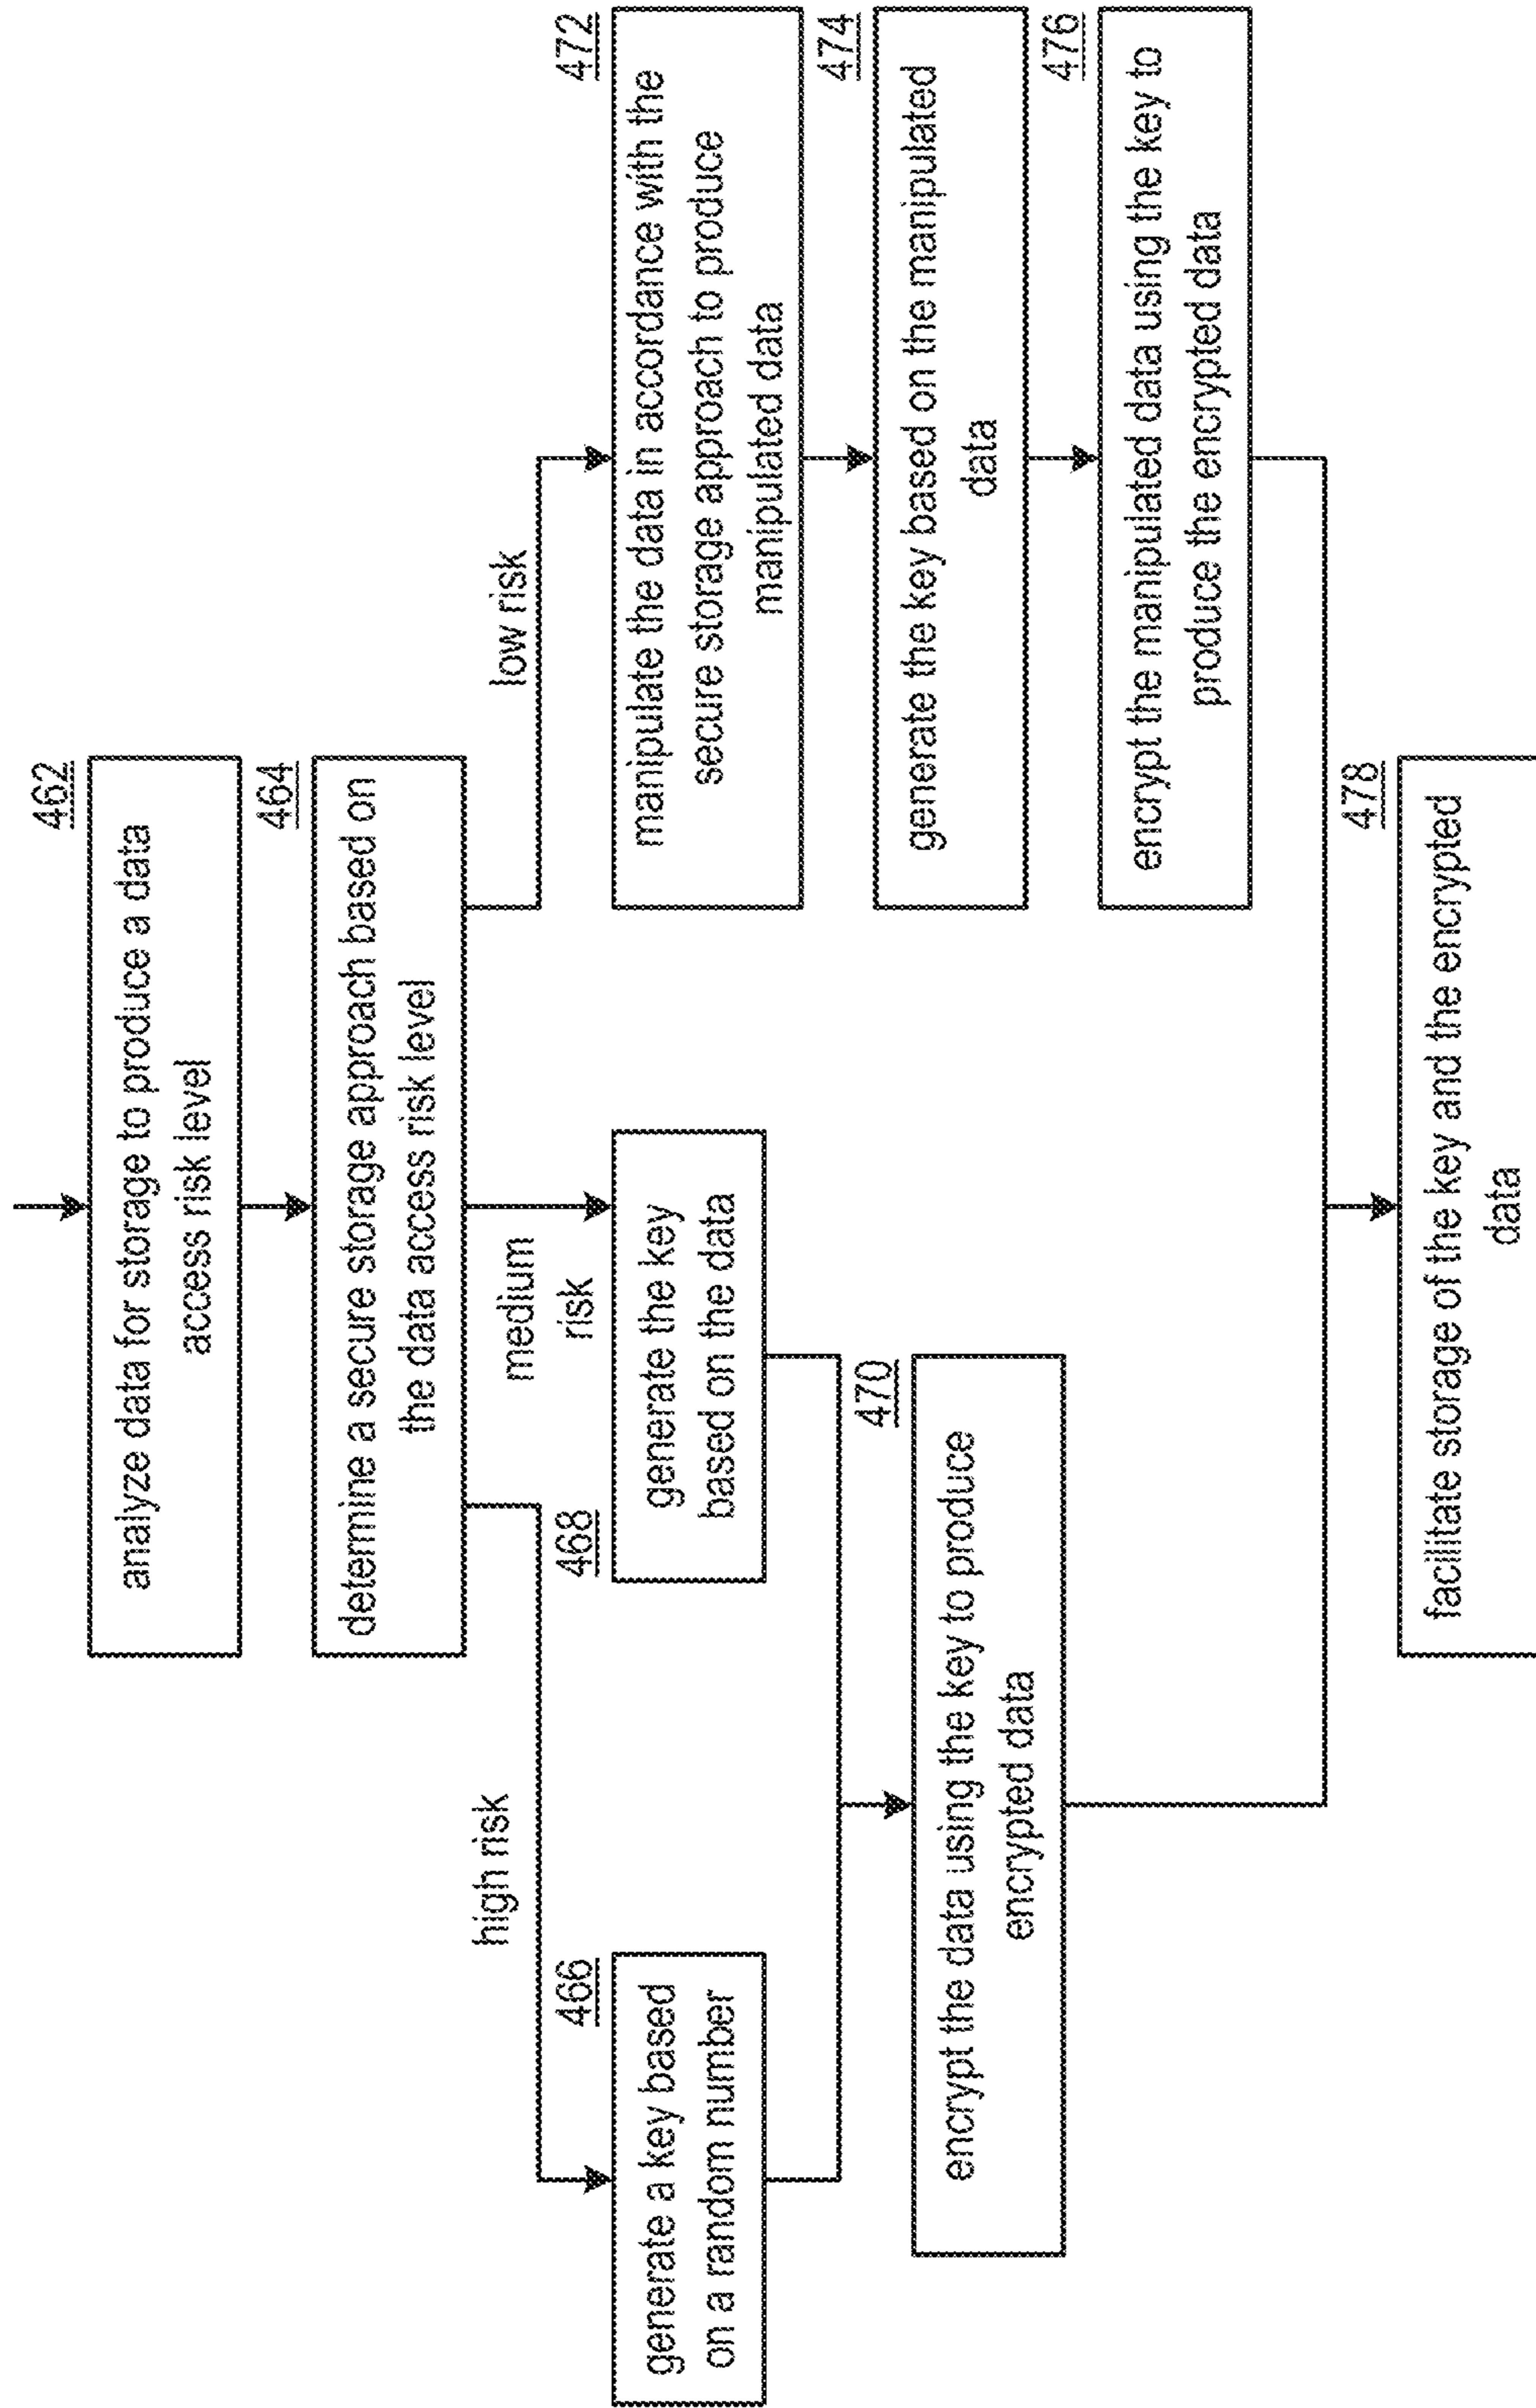 462
analyze data for storage to produce a data
access risk level
464
determine a secure storage approach based on
the data access risk level
high risk
medium
risk
low risk
466
generate a key based
on a random number
468
generate the key
based on the data
470
encrypt the data using the key to produce
encrypted data
472
manipulate the data in accordance with the
secure storage approach to produce
manipulated data
474
generate the key based on the manipulated
data
476
encrypt the manipulated data using the key to
produce the encrypted data
478
facilitate storage of the key and the encrypted
data